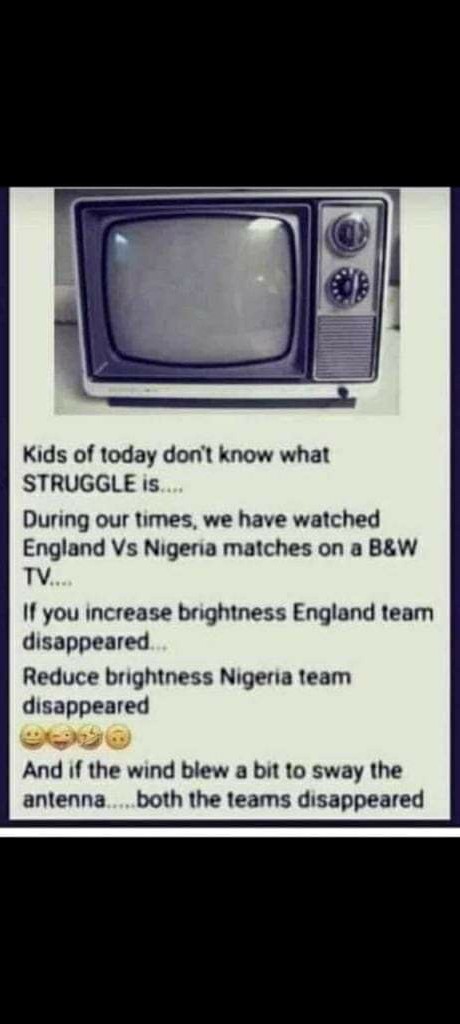 Kids of today don't know what
STRUGGLE is....
During our times, we have watched
England Vs Nigeria matches on a B&W
TV....
If you increase brightness England team
disappeared...
Reduce brightness Nigeria team
disappeared
😀😜🤣🙃
And if the wind blew a bit to sway the
antenna.....both the teams disappeared